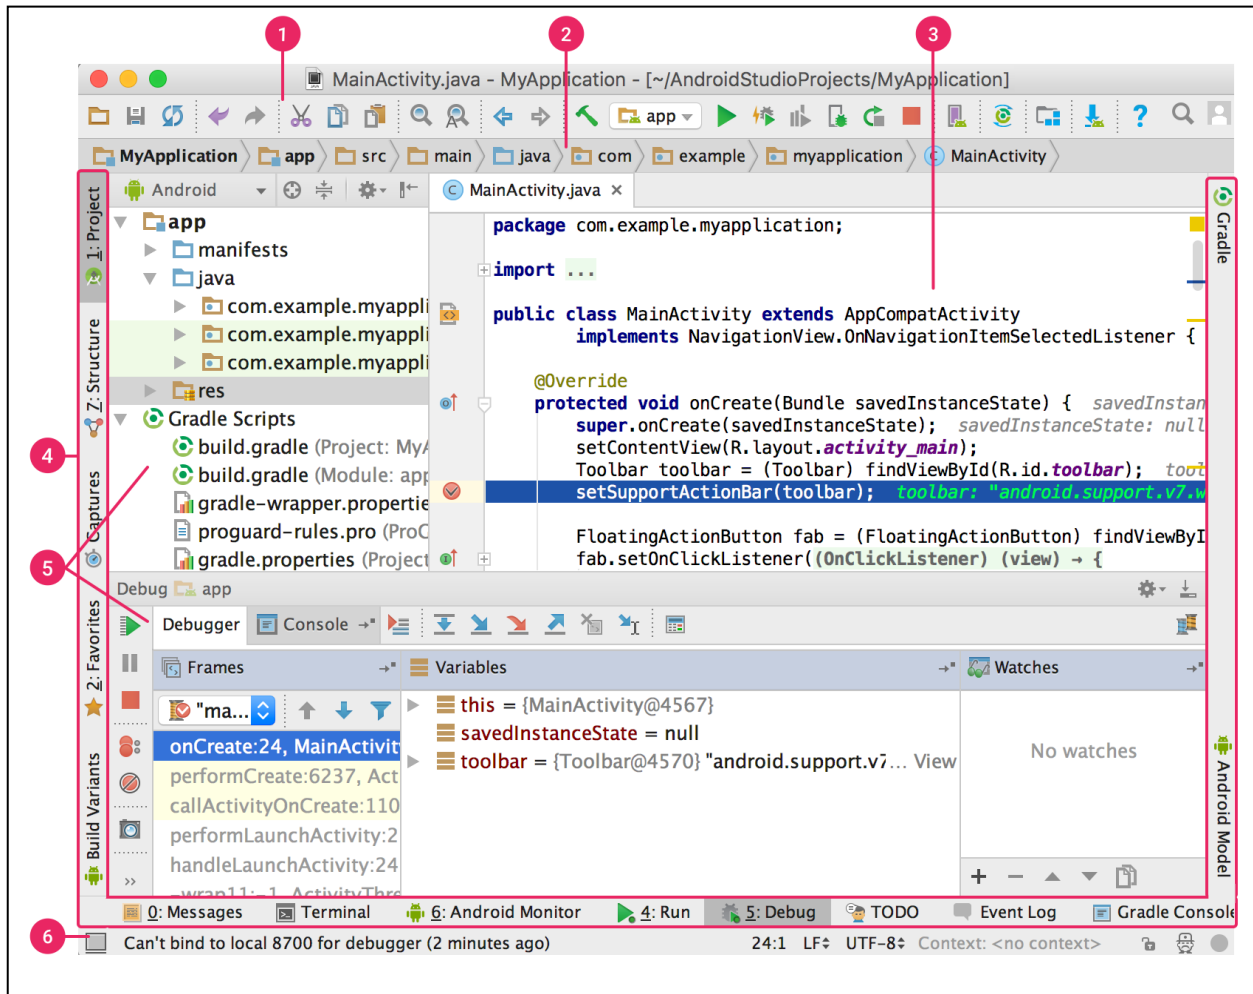 1
2
3
MainActivity.java - MyApplication - [~/AndroidStudioProjects/MyApplication]
app
?
MyApplication app src main java com example myapplication C MainActivity
1: Project
Z: Structure
Captures
2: Favorites
Build Variants
4
5
6
Android
app
manifests
java
com.example.myappli
com.example.myappli
com.example.myappli
res
Gradle Scripts
build.gradle (Project: MyA
build.gradle (Module: app
gradle-wrapper.propertie
proguard-rules.pro (ProC
gradle.properties (Project
C MainActivity.java ×
package com.example.myapplication;
import ...
public class MainActivity extends AppCompatActivity
implements NavigationView.OnNavigationItemSelectedListener {
@Override
protected void onCreate(Bundle savedInstanceState) { savedInstan
super.onCreate(savedInstanceState); savedInstanceState: null
setContentView(R.layout.activity_main);
Toolbar toolbar = (Toolbar) findViewById(R.id.toolbar); tool
setSupportActionBar(toolbar); toolbar: "android.support.v7.w
FloatingActionButton fab = (FloatingActionButton) findViewByI
fab.setOnClickListener((OnClickListener) (view) → {
Gradle
Android Model
Debug app
Debugger Console
Frames
"ma...
onCreate:24, MainActivit
performCreate:6237, Act
callActivityOnCreate:110
performLaunchActivity:2
handleLaunchActivity:24
-wrap11:-1, ActivityThre
Variables
this = {MainActivity@4567}
savedInstanceState = null
toolbar = {Toolbar@4570} "android.support.v7... View
Watches
No watches
0: Messages Terminal 6: Android Monitor 4: Run 5: Debug TODO Event Log Gradle Console
Can't bind to local 8700 for debugger (2 minutes ago) 24:1 LF UTF-8 Context: <no context>